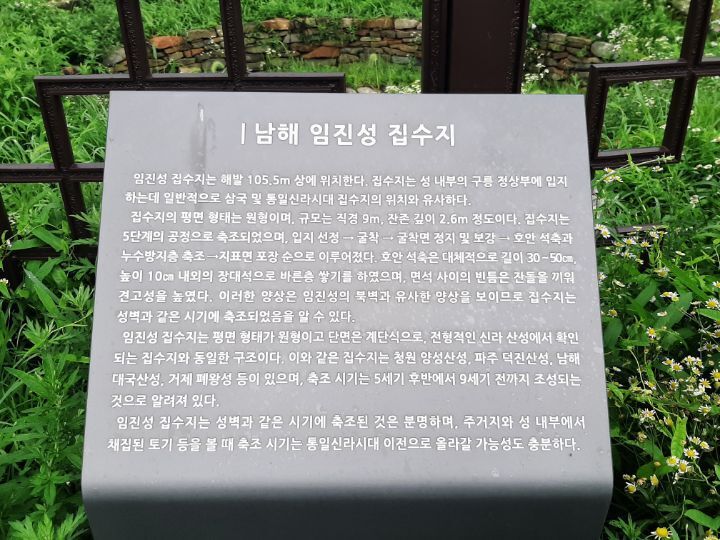 | 남해 임진성 집수지
임진성 집수지는 해발 105.5m 상에 위치한다. 집수지는 성 내부의 구릉 정상부에 입지
하는데 일반적으로 삼국 및 통일신라시대 집수지의 위치와 유사하다.
집수지의 평면 형태는 원형이며, 규모는 직경 9m, 잔존 깊이 2.6m 정도이다. 집수지는
5단계의 공정으로 축조되었으며, 입지 선정 → 굴착 → 굴착면 정지 및 보강 → 호안 석축과
누수방지층 축조→지표면 포장 순으로 이루어졌다. 호안 석축은 대체적으로 길이 30~50㎝,
높이 10㎝ 내외의 장대석으로 바른층 쌓기를 하였으며, 면석 사이의 빈틈은 잔돌을 끼워
견고성을 높였다. 이러한 양상은 임진성의 북벽과 유사한 양상을 보이므로 집수지는
성벽과 같은 시기에 축조되었음을 알 수 있다.
임진성 집수지는 평면 형태가 원형이고 단면은 계단식으로, 전형적인 신라 산성에서 확인
되는 집수지와 동일한 구조이다. 이와 같은 집수지는 청원 양성산성, 파주 덕진산성, 남해
대국산성, 거제 폐왕성 등이 있으며, 축조 시기는 5세기 후반에서 9세기 전까지 조성되는
것으로 알려져 있다.
임진성 집수지는 성벽과 같은 시기에 축조된 것은 분명하며, 주거지와 성 내부에서
채집된 토기 등을 볼 때 축조 시기는 통일신라시대 이전으로 올라갈 가능성도 충분하다.